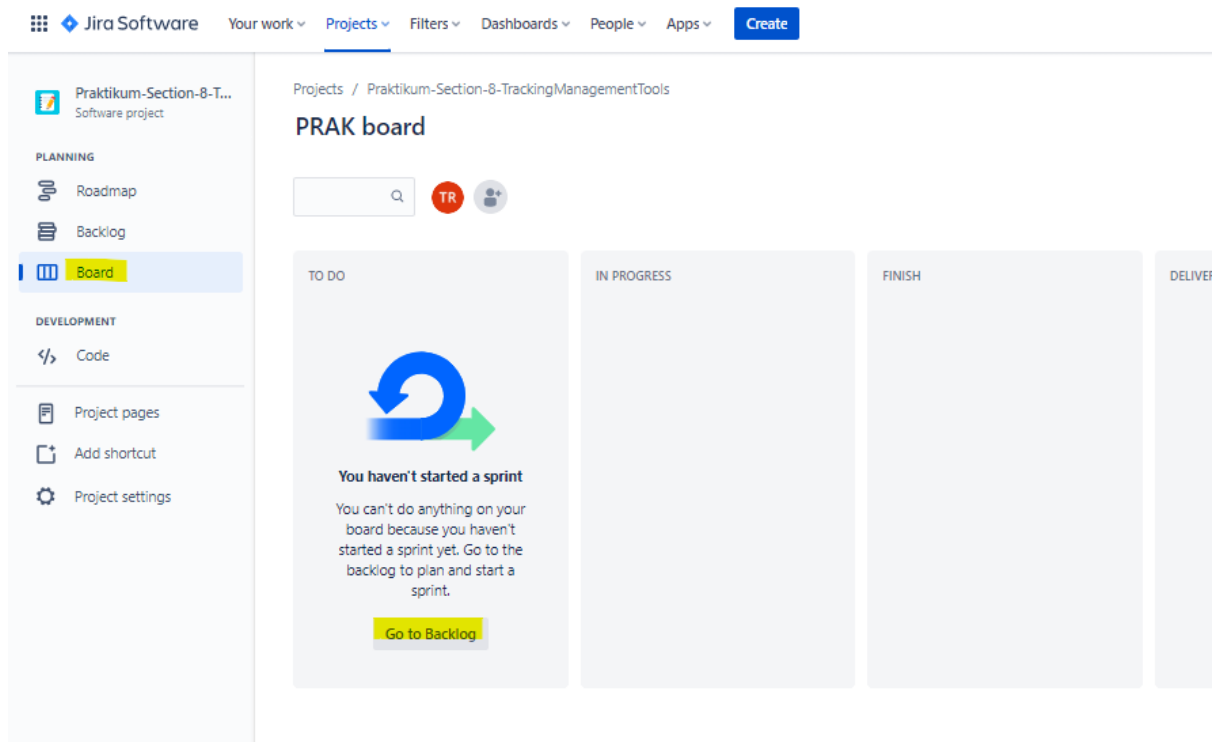 Jira Software Your work Projects Filters Dashboards People Apps Create
Praktikum-Section-8-T...
Software project
PLANNING
Roadmap
Backlog
Board
DEVELOPMENT
Code
Project pages
Add shortcut
Project settings
Projects / Praktikum-Section-8-TrackingManagementTools
PRAK board
TR
TO DO IN PROGRESS FINISH DELIVER
You haven't started a sprint
You can't do anything on your
board because you haven't
started a sprint yet. Go to the
backlog to plan and start a
sprint.
Go to Backlog